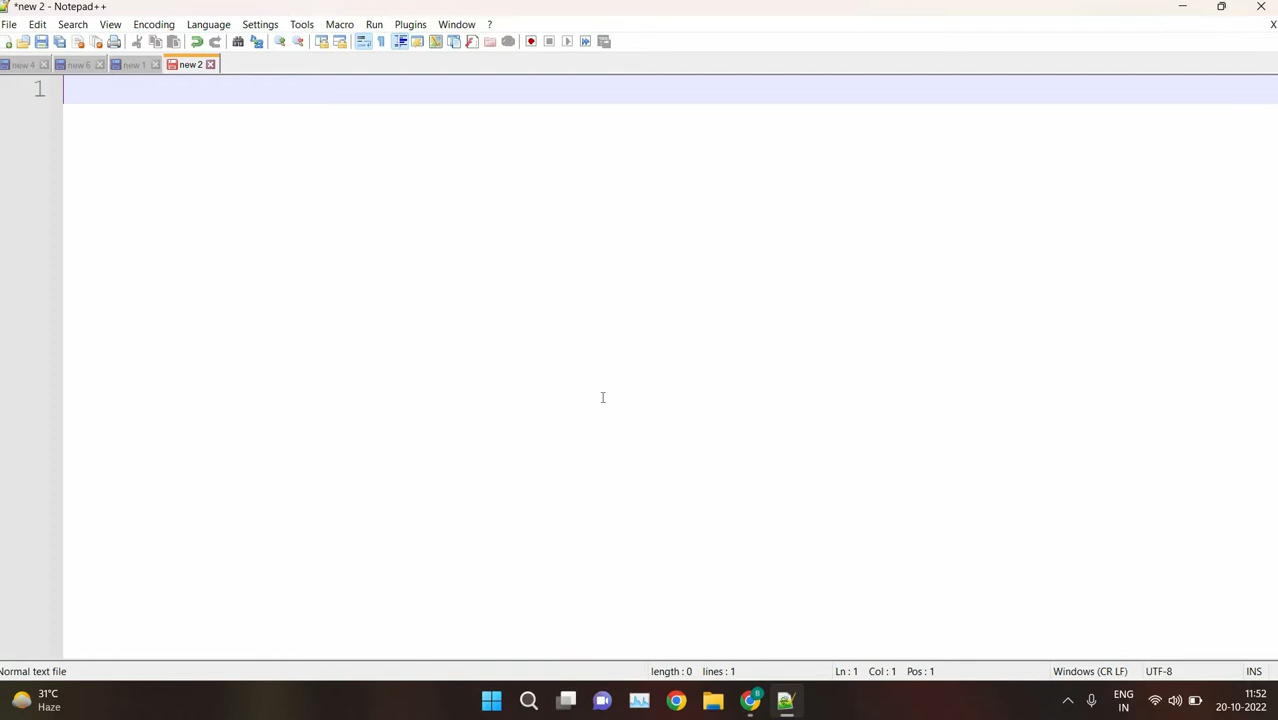 *new 2 - Notepad++
File Edit Search View Encoding Language Settings Tools Macro Run Plugins Window ?
new 4 new 6 new 1 new 2
1
Normal text file length : 0 lines : 1 Ln : 1 Col : 1 Pos : 1 Windows (CR LF) UTF-8 INS
31°C
Haze
ENG
IN
11:52
20-10-2022